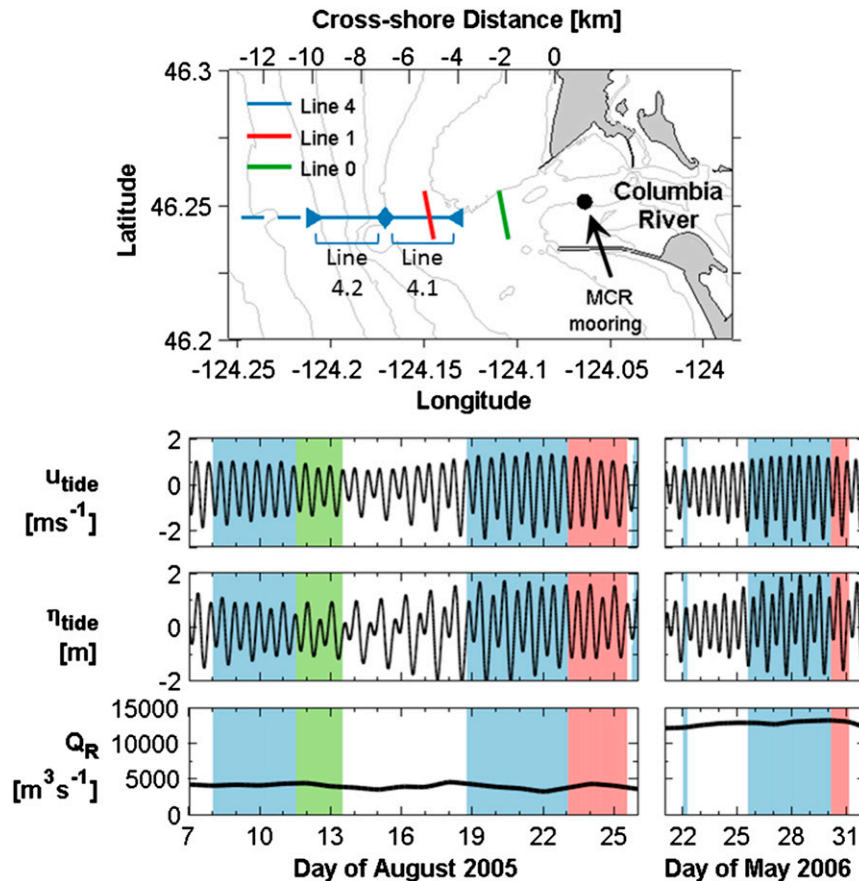 Cross-shore Distance [km]
-12 -10 -8 -6 -4 -2 0
46.3
46.25
46.2
Latitude
Line 4
Line 1
Line 0
Line 4.2
Line 4.1
Columbia River
MCR mooring
-124.25 -124.2 -124.15 -124.1 -124.05 -124
Longitude
u_tide [ms⁻¹]
2
0
-2
η_tide [m]
2
0
-2
Q_R [m³s⁻¹]
15000
10000
5000
0
7 10 13 16 19 22 25
22 25 28 31
Day of August 2005
Day of May 2006